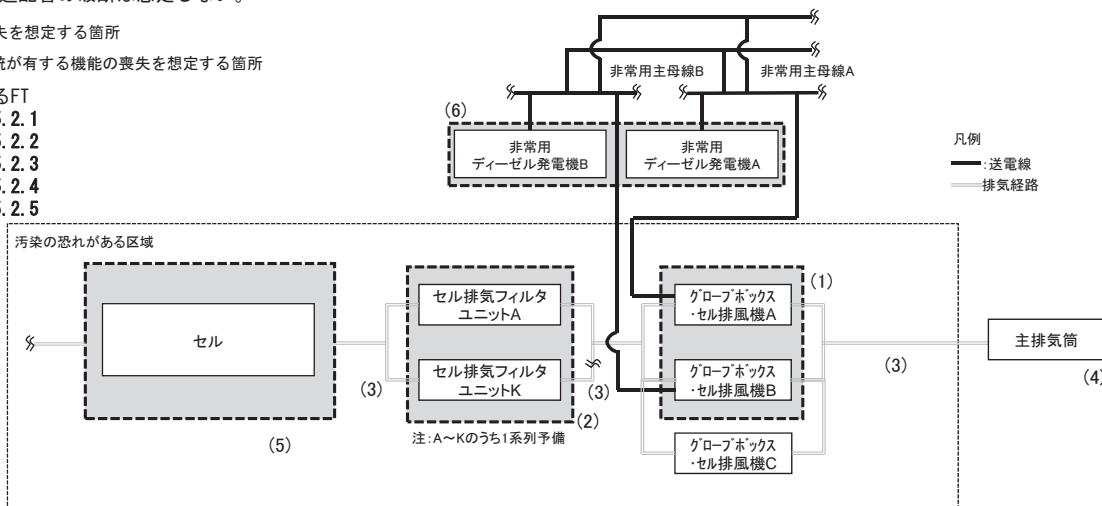 失を想定する箇所
統が有する機能の喪失を想定する箇所
るFT
5.2.1
5.2.2
5.2.3
5.2.4
5.2.5
非常用主母線B
非常用主母線A
(6)
非常用
ディーゼル発電機B
非常用
ディーゼル発電機A
凡例
:送電線
:排気経路
汚染の恐れがある区域
セル
(5)
(3)
セル排気フィルタ
ユニットA
セル排気フィルタ
ユニットK
(3)
(2)
注:A~Kのうち1系列予備
(1)
グローブボックス
・セル排風機A
グローブボックス
・セル排風機B
グローブボックス
・セル排風機C
(3)
主排気筒
(4)